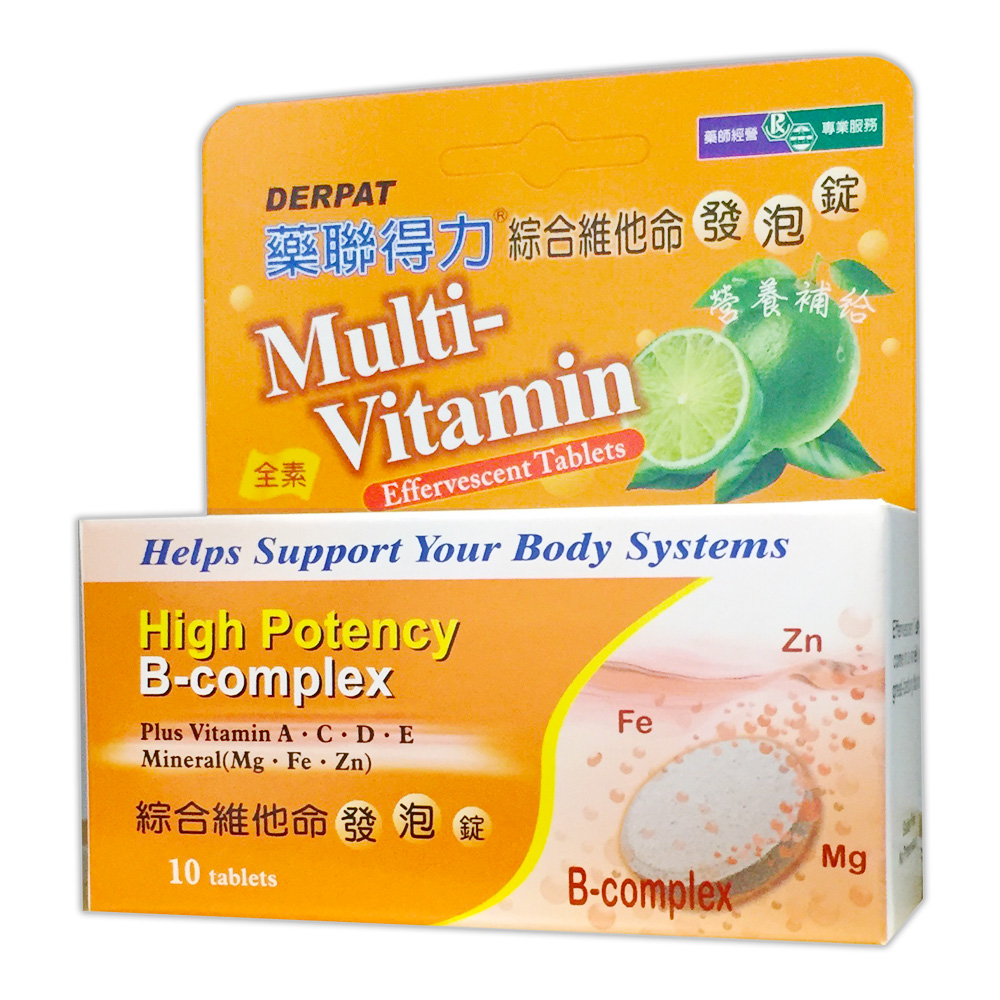 藥師經營 專業服務
DERPAT
藥聯得力® 綜合維他命 發泡錠
營養補給
Multi-
Vitamin
Effervescent Tablets
全素
Helps Support Your Body Systems
High Potency
B-complex
Plus Vitamin A · C · D · E
Mineral(Mg · Fe · Zn)
綜合維他命發泡錠
10 tablets
Zn
Fe
Mg
B-complex